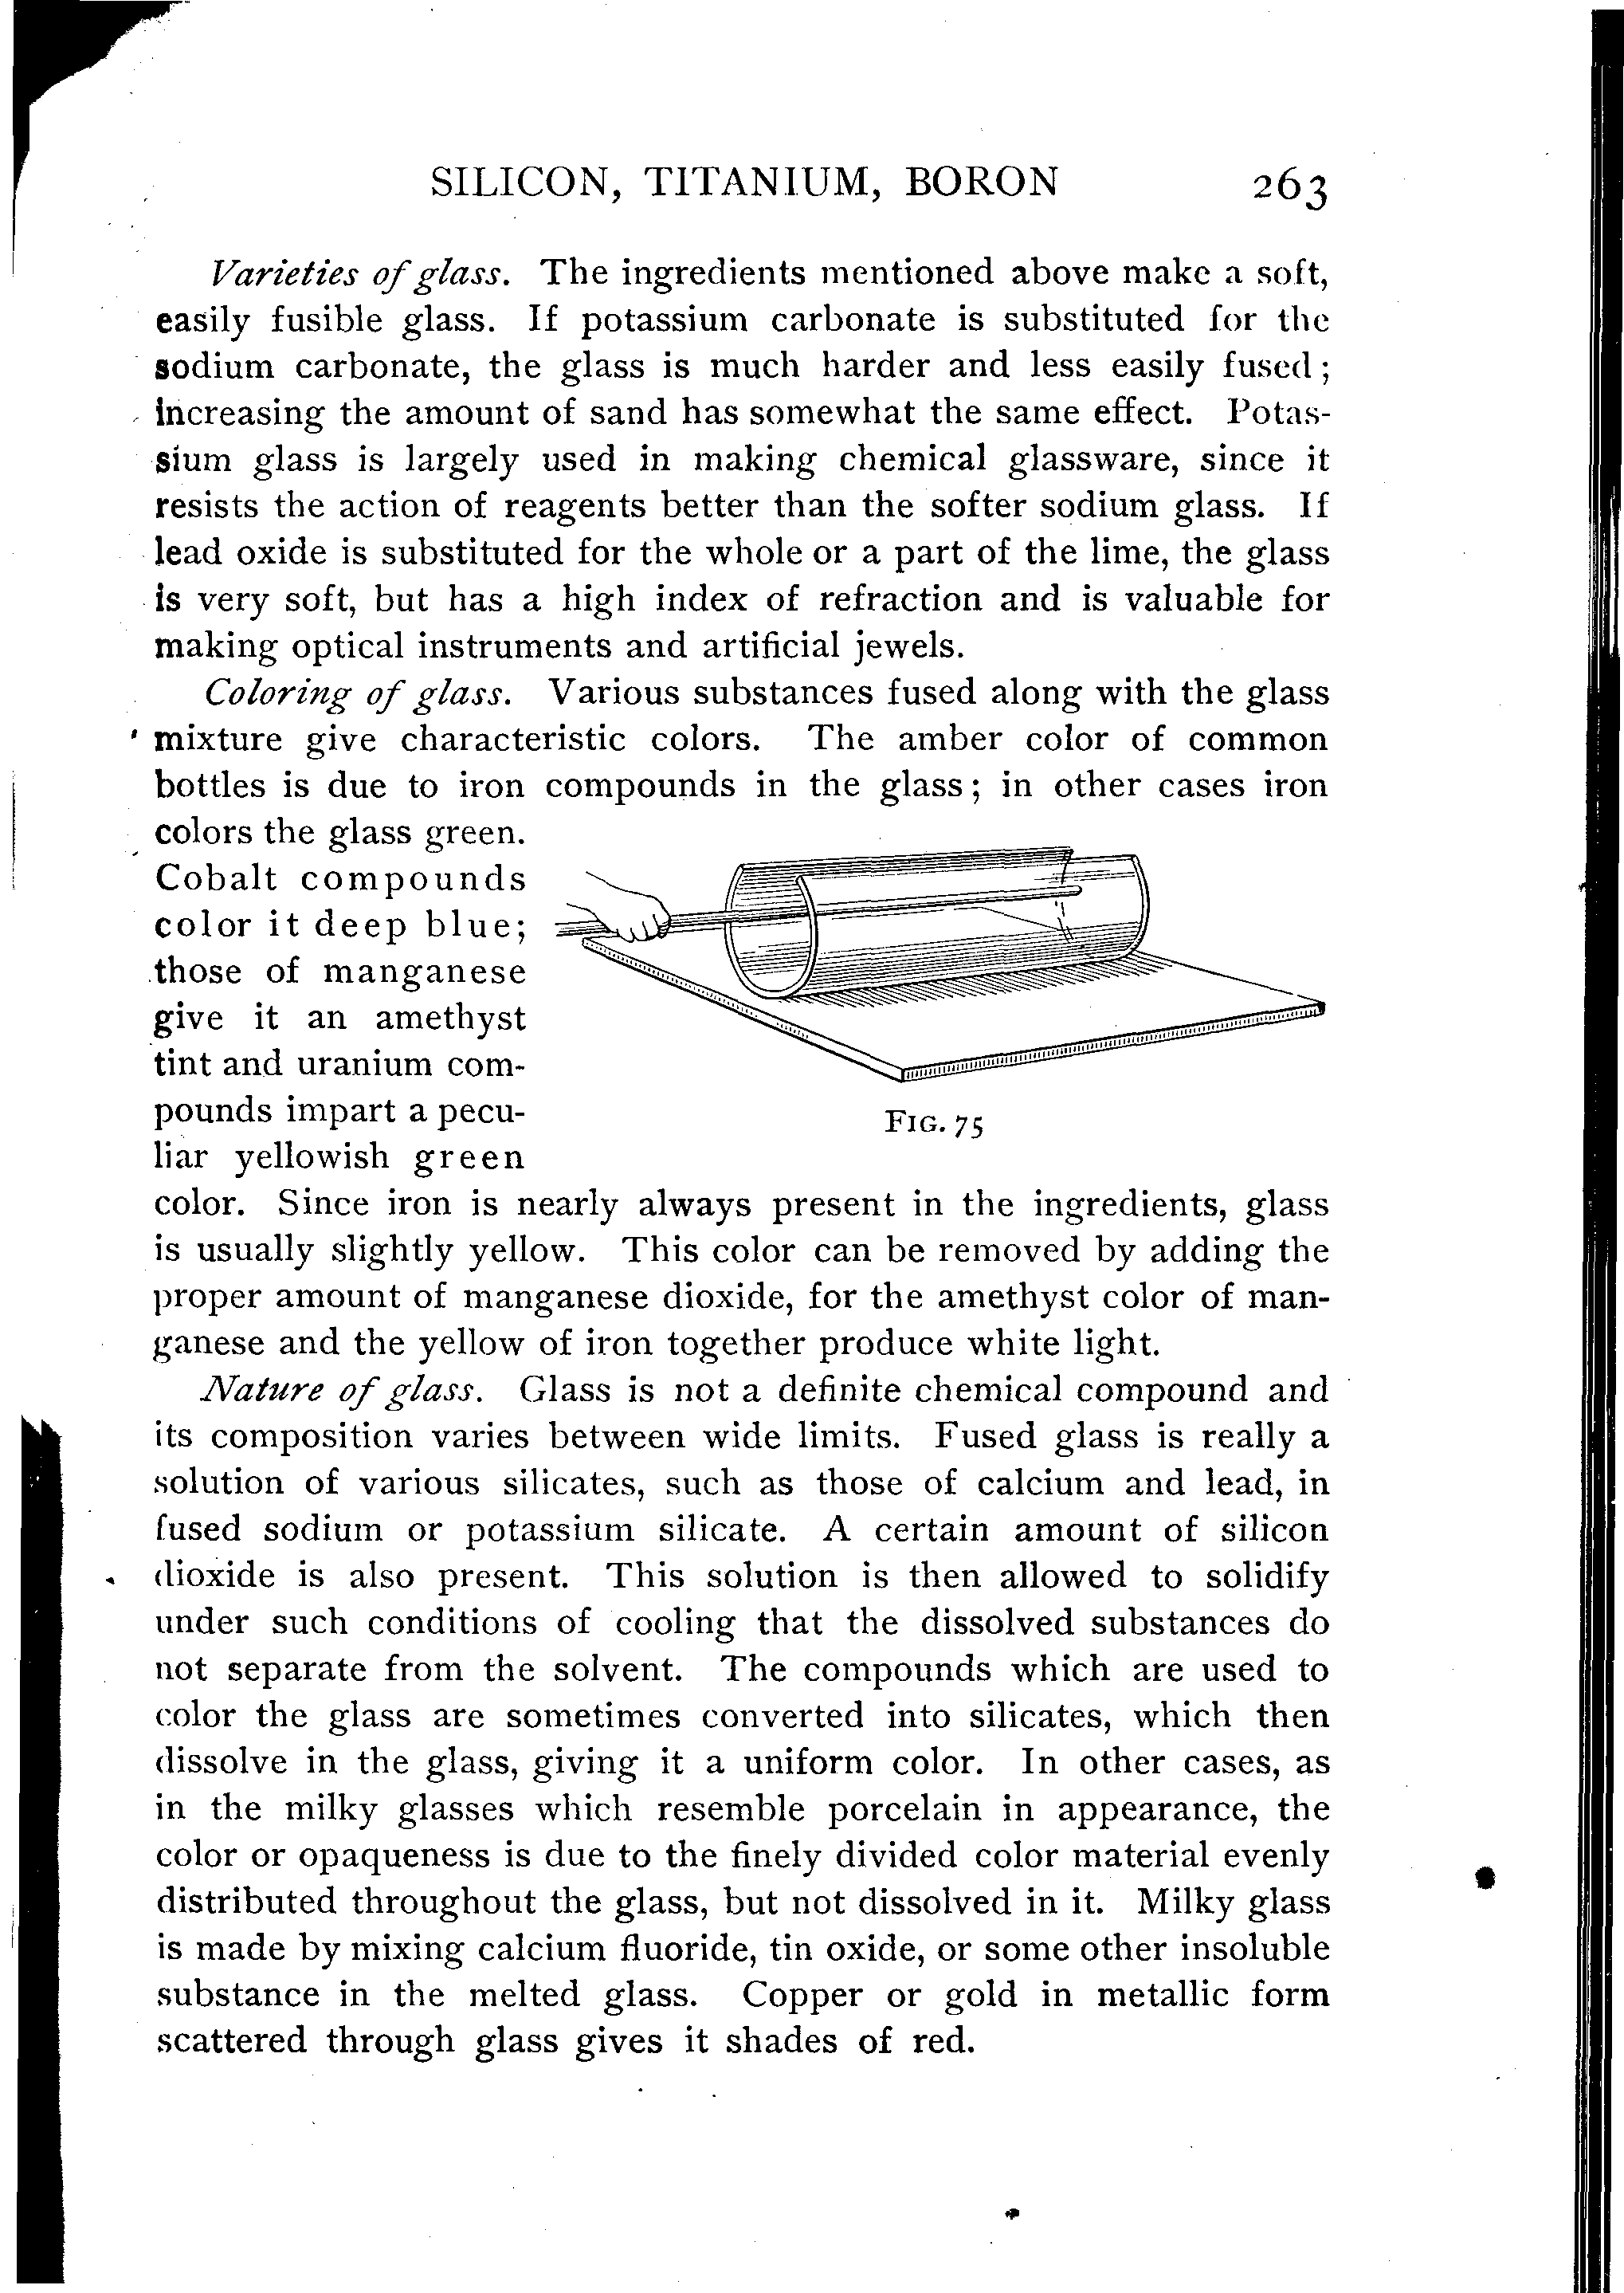 SILICON, TITANIUM, BORON 263
Varieties of glass. The ingredients mentioned above make a soft,
easily fusible glass. If potassium carbonate is substituted for the
sodium carbonate, the glass is much harder and less easily fused;
increasing the amount of sand has somewhat the same effect. Potas-
sium glass is largely used in making chemical glassware, since it
resists the action of reagents better than the softer sodium glass. If
lead oxide is substituted for the whole or a part of the lime, the glass
is very soft, but has a high index of refraction and is valuable for
making optical instruments and artificial jewels.
Coloring of glass. Various substances fused along with the glass
mixture give characteristic colors. The amber color of common
bottles is due to iron compounds in the glass; in other cases iron
colors the glass green.
Cobalt compounds
color it deep blue;
those of manganese
give it an amethyst
tint and uranium com-
pounds impart a pecu-
liar yellowish green
FIG. 75
color. Since iron is nearly always present in the ingredients, glass
is usually slightly yellow. This color can be removed by adding the
proper amount of manganese dioxide, for the amethyst color of man-
ganese and the yellow of iron together produce white light.
Nature of glass. Glass is not a definite chemical compound and
its composition varies between wide limits. Fused glass is really a
solution of various silicates, such as those of calcium and lead, in
fused sodium or potassium silicate. A certain amount of silicon
dioxide is also present. This solution is then allowed to solidify
under such conditions of cooling that the dissolved substances do
not separate from the solvent. The compounds which are used to
color the glass are sometimes converted into silicates, which then
dissolve in the glass, giving it a uniform color. In other cases, as
in the milky glasses which resemble porcelain in appearance, the
color or opaqueness is due to the finely divided color material evenly
distributed throughout the glass, but not dissolved in it. Milky glass
is made by mixing calcium fluoride, tin oxide, or some other insoluble
substance in the melted glass. Copper or gold in metallic form
scattered through glass gives it shades of red.